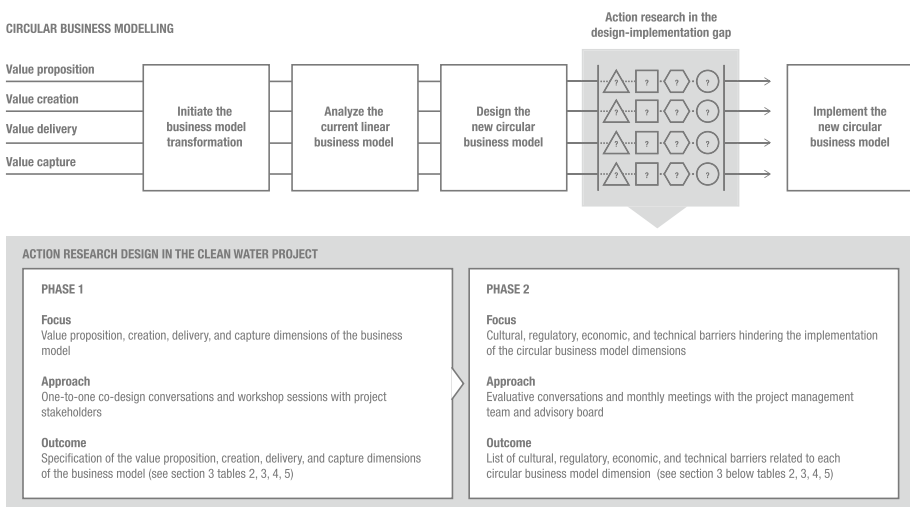 CIRCULAR BUSINESS MODELLING
Action research in the
design-implementation gap
Value proposition
Value creation
Value delivery
Value capture
Initiate the
business model
transformation
Analyze the
current linear
business model
Design the
new circular
business model
? ? ? ?
? ? ? ?
? ? ? ?
? ? ? ?
Implement the
new circular
business model
ACTION RESEARCH DESIGN IN THE CLEAN WATER PROJECT
PHASE 1
Focus
Value proposition, creation, delivery, and capture dimensions of the business
model
Approach
One-to-one co-design conversations and workshop sessions with project
stakeholders
Outcome
Specification of the value proposition, creation, delivery, and capture dimensions
of the business model (see section 3 tables 2, 3, 4, 5)
PHASE 2
Focus
Cultural, regulatory, economic, and technical barriers hindering the implementation
of the circular business model dimensions
Approach
Evaluative conversations and monthly meetings with the project management
team and advisory board
Outcome
List of cultural, regulatory, economic, and technical barriers related to each
circular business model dimension (see section 3 below tables 2, 3, 4, 5)